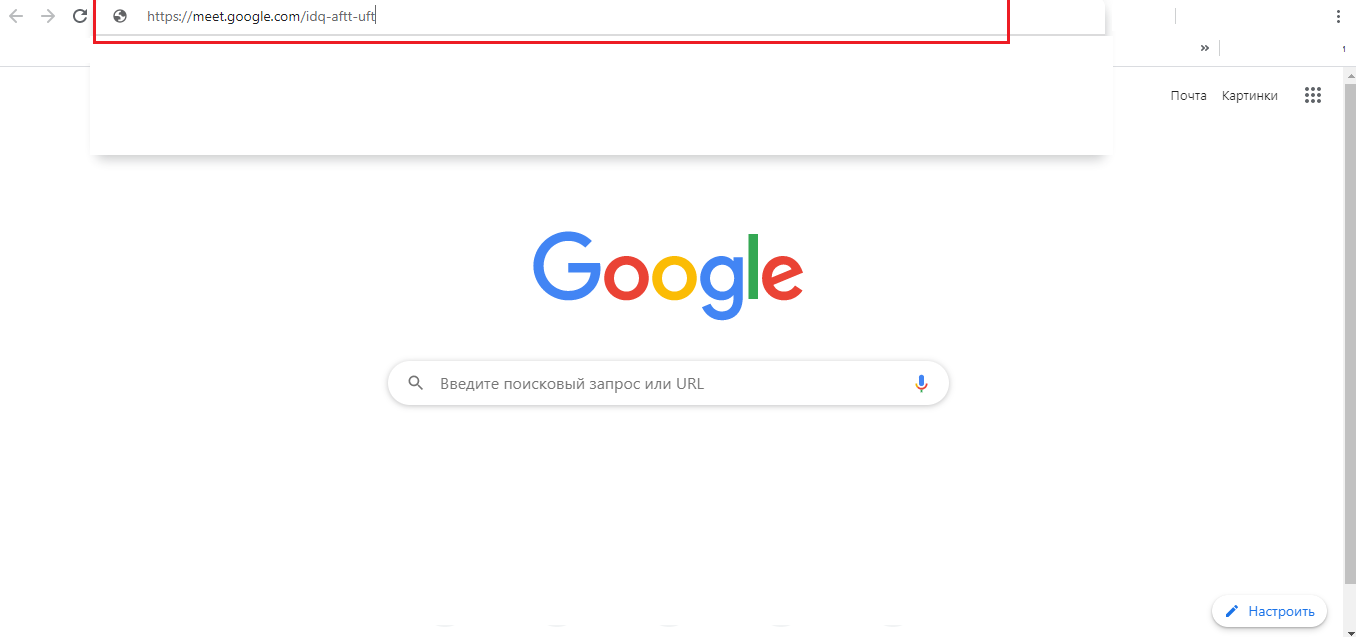 https://meet.google.com/idq-aftt-uft
»
Почта Картинки
Google
Введите поисковый запрос или URL
Настроить